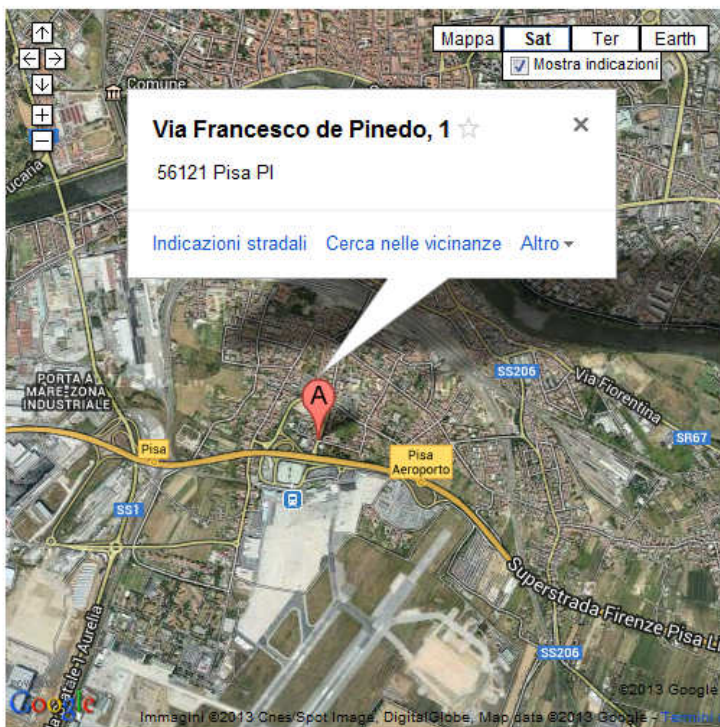 Mappa Sat Ter Earth
Mostra indicazioni
Comune
Via Francesco de Pinedo, 1
56121 Pisa PI
Indicazioni stradali Cerca nelle vicinanze Altro
PORTA A
MARE-ZONA
INDUSTRIALE
SS206
Via Fiorentina
SR67
A
Pisa
Pisa
Aeroporto
SS1
Superstrada Firenze Pisa Li
SS206
Aurelia
©2013 Google
Google
Immagini ©2013 Cnes/Spot Image, DigitalGlobe, Map data ©2013 Google -